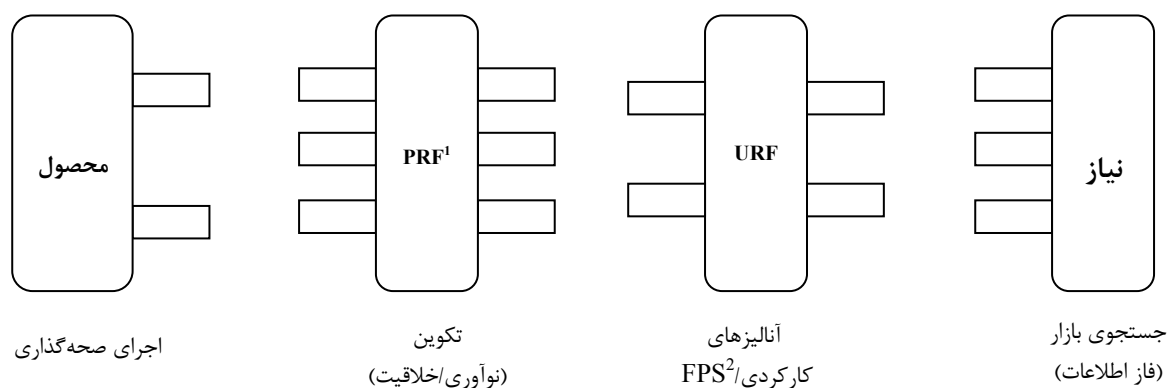 نیاز
URF
PRF¹
محصول
جستجوی بازار
(فاز اطلاعات)
آنالیزهای
کارکردی/FPS²
تکوین
(نوآوری/خلاقیت)
اجرای صحه‌گذاری